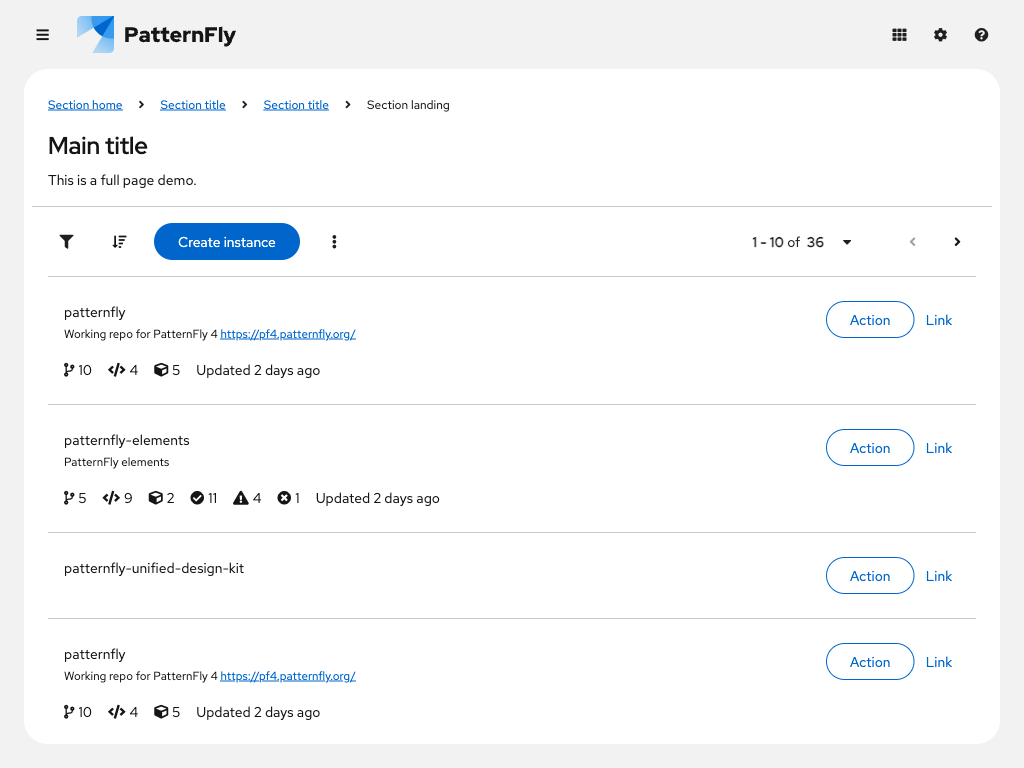 PatternFly
Section home Section title Section title Section landing
Main title
This is a full page demo.
Create instance 1 - 10 of 36
patternfly Action Link
Working repo for PatternFly 4 https://pf4.patternfly.org/
10 4 5 Updated 2 days ago
patternfly-elements Action Link
PatternFly elements
5 9 2 11 4 1 Updated 2 days ago
patternfly-unified-design-kit Action Link
patternfly Action Link
Working repo for PatternFly 4 https://pf4.patternfly.org/
10 4 5 Updated 2 days ago